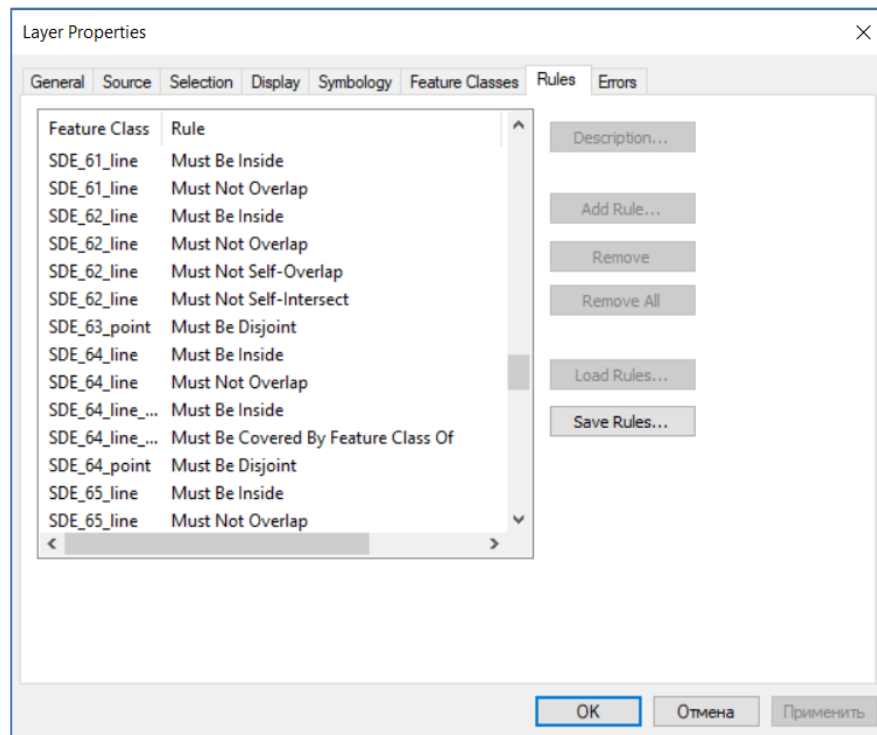 Layer Properties
General Source Selection Display Symbology Feature Classes Rules Errors
Feature Class Rule
SDE_61_line Must Be Inside
SDE_61_line Must Not Overlap
SDE_62_line Must Be Inside
SDE_62_line Must Not Overlap
SDE_62_line Must Not Self-Overlap
SDE_62_line Must Not Self-Intersect
SDE_63_point Must Be Disjoint
SDE_64_line Must Be Inside
SDE_64_line Must Not Overlap
SDE_64_line_... Must Be Inside
SDE_64_line_... Must Be Covered By Feature Class Of
SDE_64_point Must Be Disjoint
SDE_65_line Must Be Inside
SDE_65_line Must Not Overlap
Description...
Add Rule...
Remove
Remove All
Load Rules...
Save Rules...
OK Отмена Применить